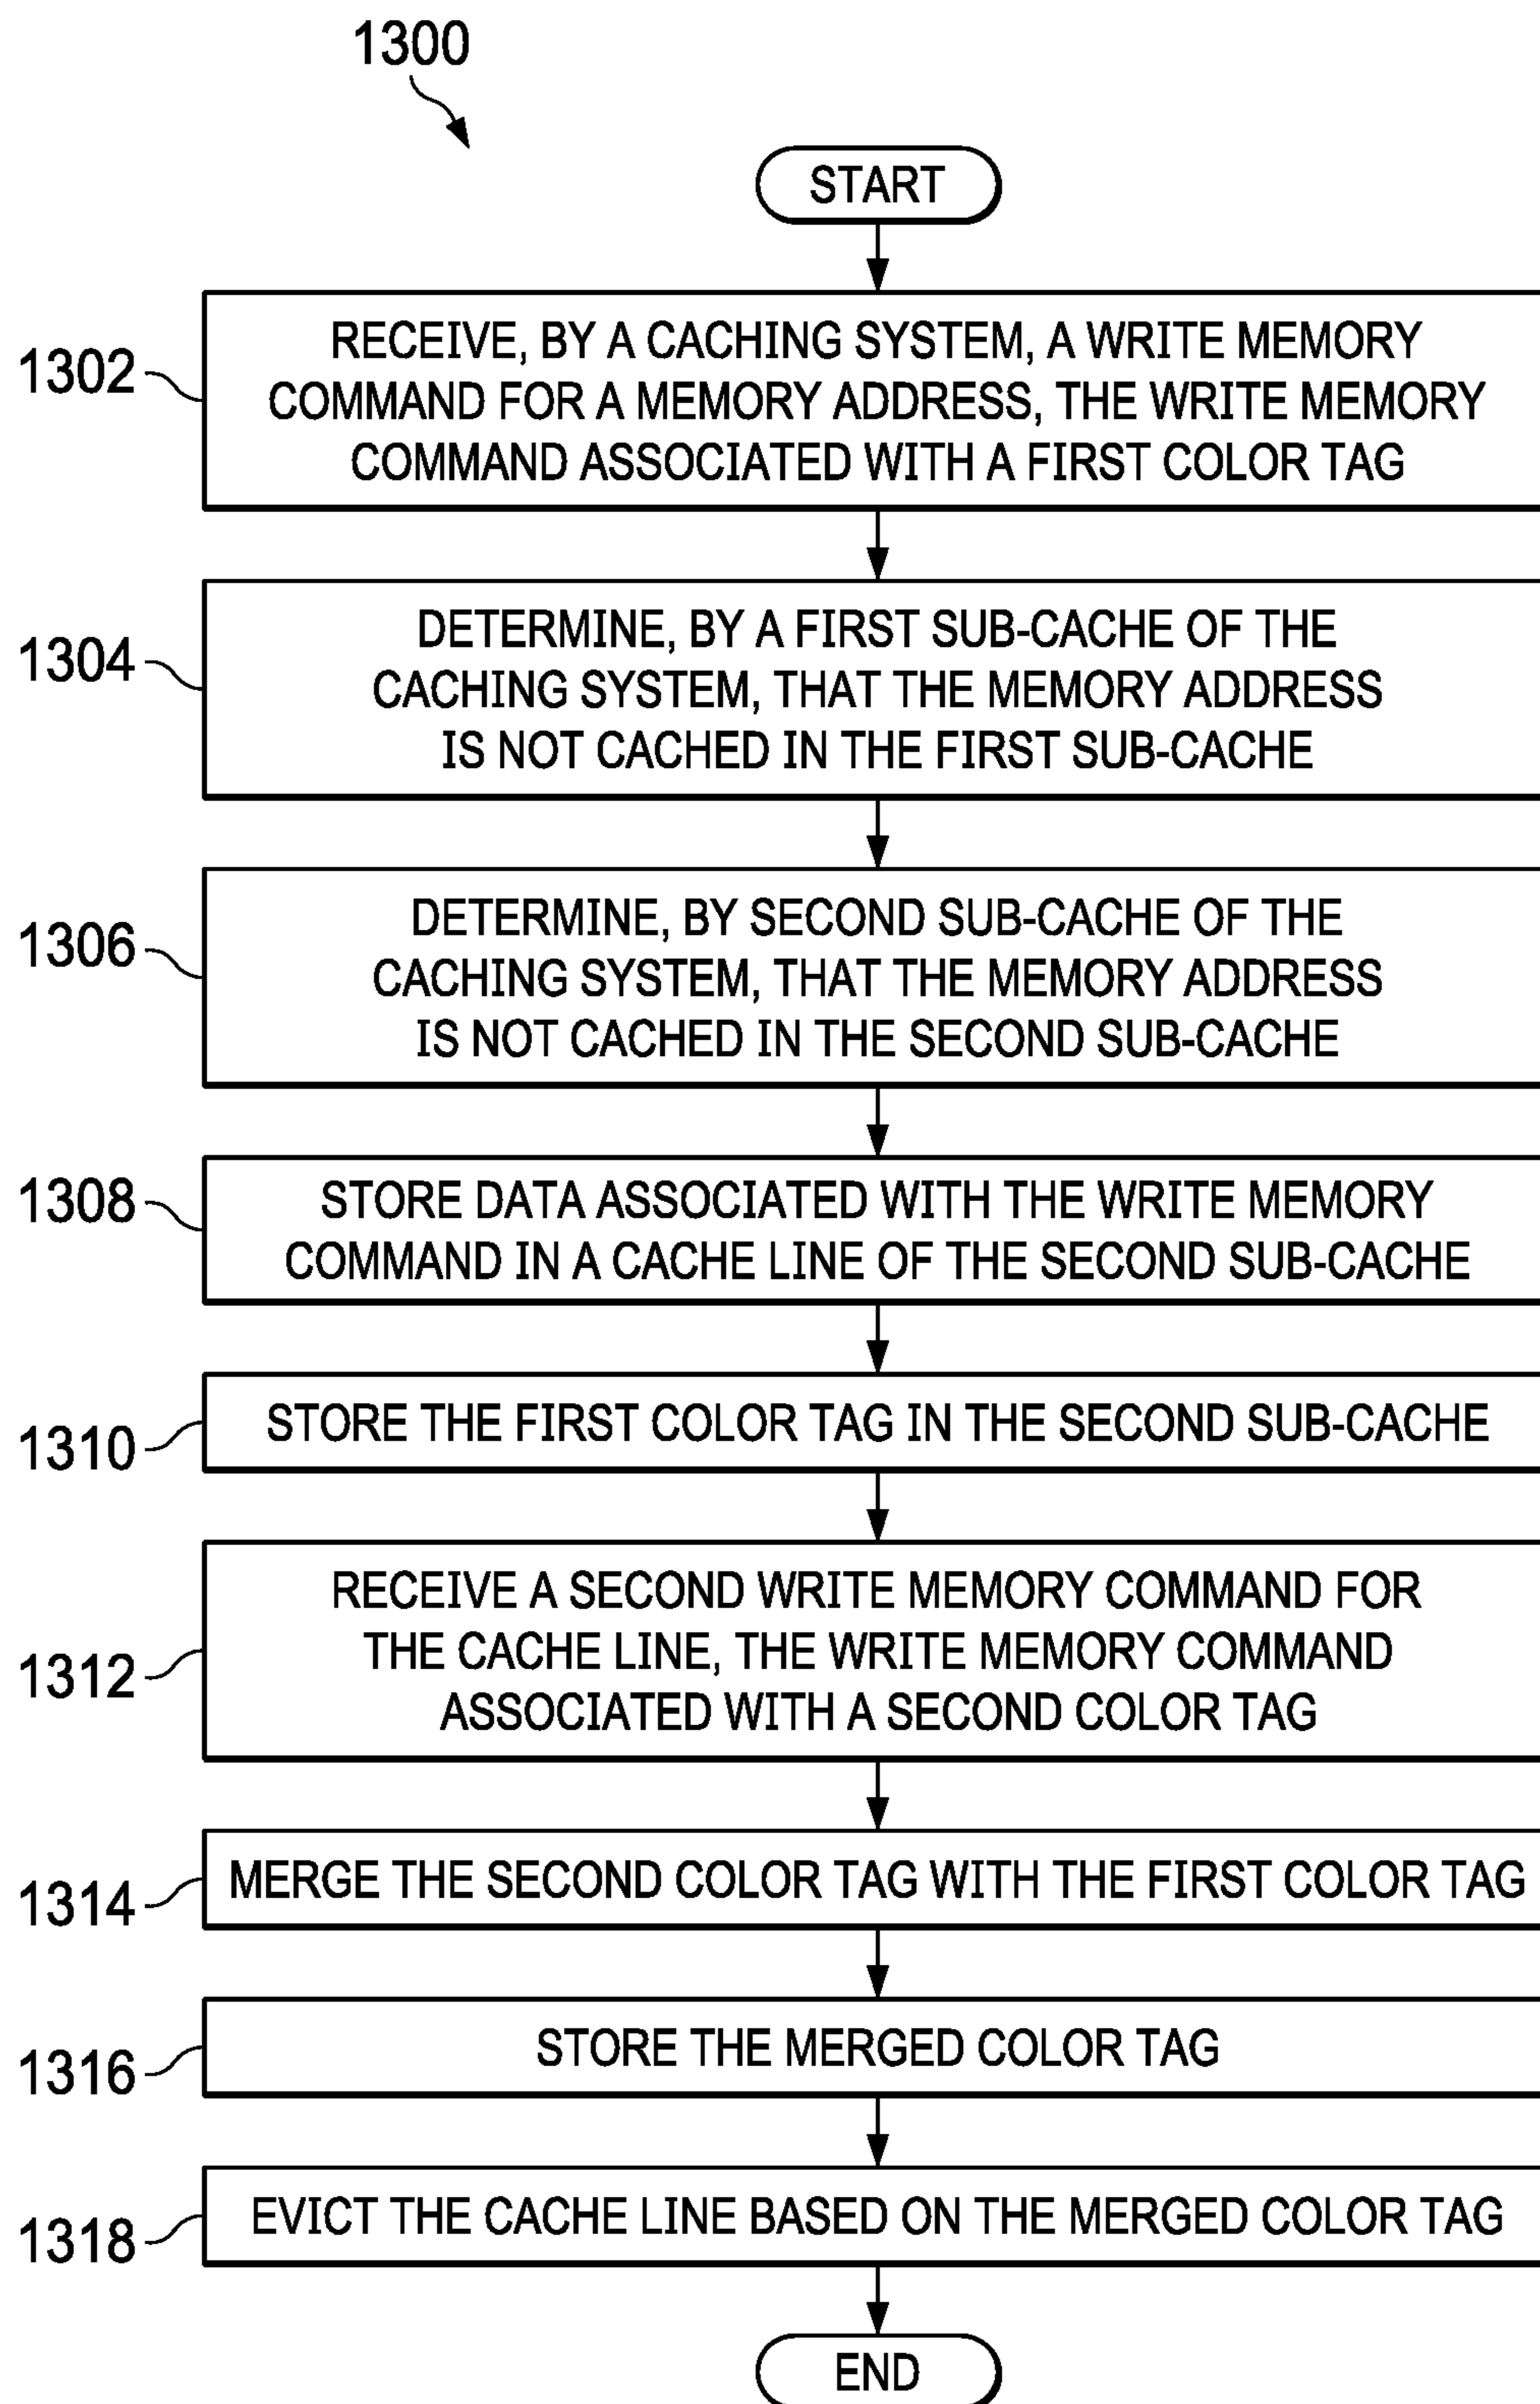 1300
START
1302
RECEIVE, BY A CACHING SYSTEM, A WRITE MEMORY
COMMAND FOR A MEMORY ADDRESS, THE WRITE MEMORY
COMMAND ASSOCIATED WITH A FIRST COLOR TAG
1304
DETERMINE, BY A FIRST SUB-CACHE OF THE
CACHING SYSTEM, THAT THE MEMORY ADDRESS
IS NOT CACHED IN THE FIRST SUB-CACHE
1306
DETERMINE, BY SECOND SUB-CACHE OF THE
CACHING SYSTEM, THAT THE MEMORY ADDRESS
IS NOT CACHED IN THE SECOND SUB-CACHE
1308
STORE DATA ASSOCIATED WITH THE WRITE MEMORY
COMMAND IN A CACHE LINE OF THE SECOND SUB-CACHE
1310
STORE THE FIRST COLOR TAG IN THE SECOND SUB-CACHE
1312
RECEIVE A SECOND WRITE MEMORY COMMAND FOR
THE CACHE LINE, THE WRITE MEMORY COMMAND
ASSOCIATED WITH A SECOND COLOR TAG
1314
MERGE THE SECOND COLOR TAG WITH THE FIRST COLOR TAG
1316
STORE THE MERGED COLOR TAG
1318
EVICT THE CACHE LINE BASED ON THE MERGED COLOR TAG
END